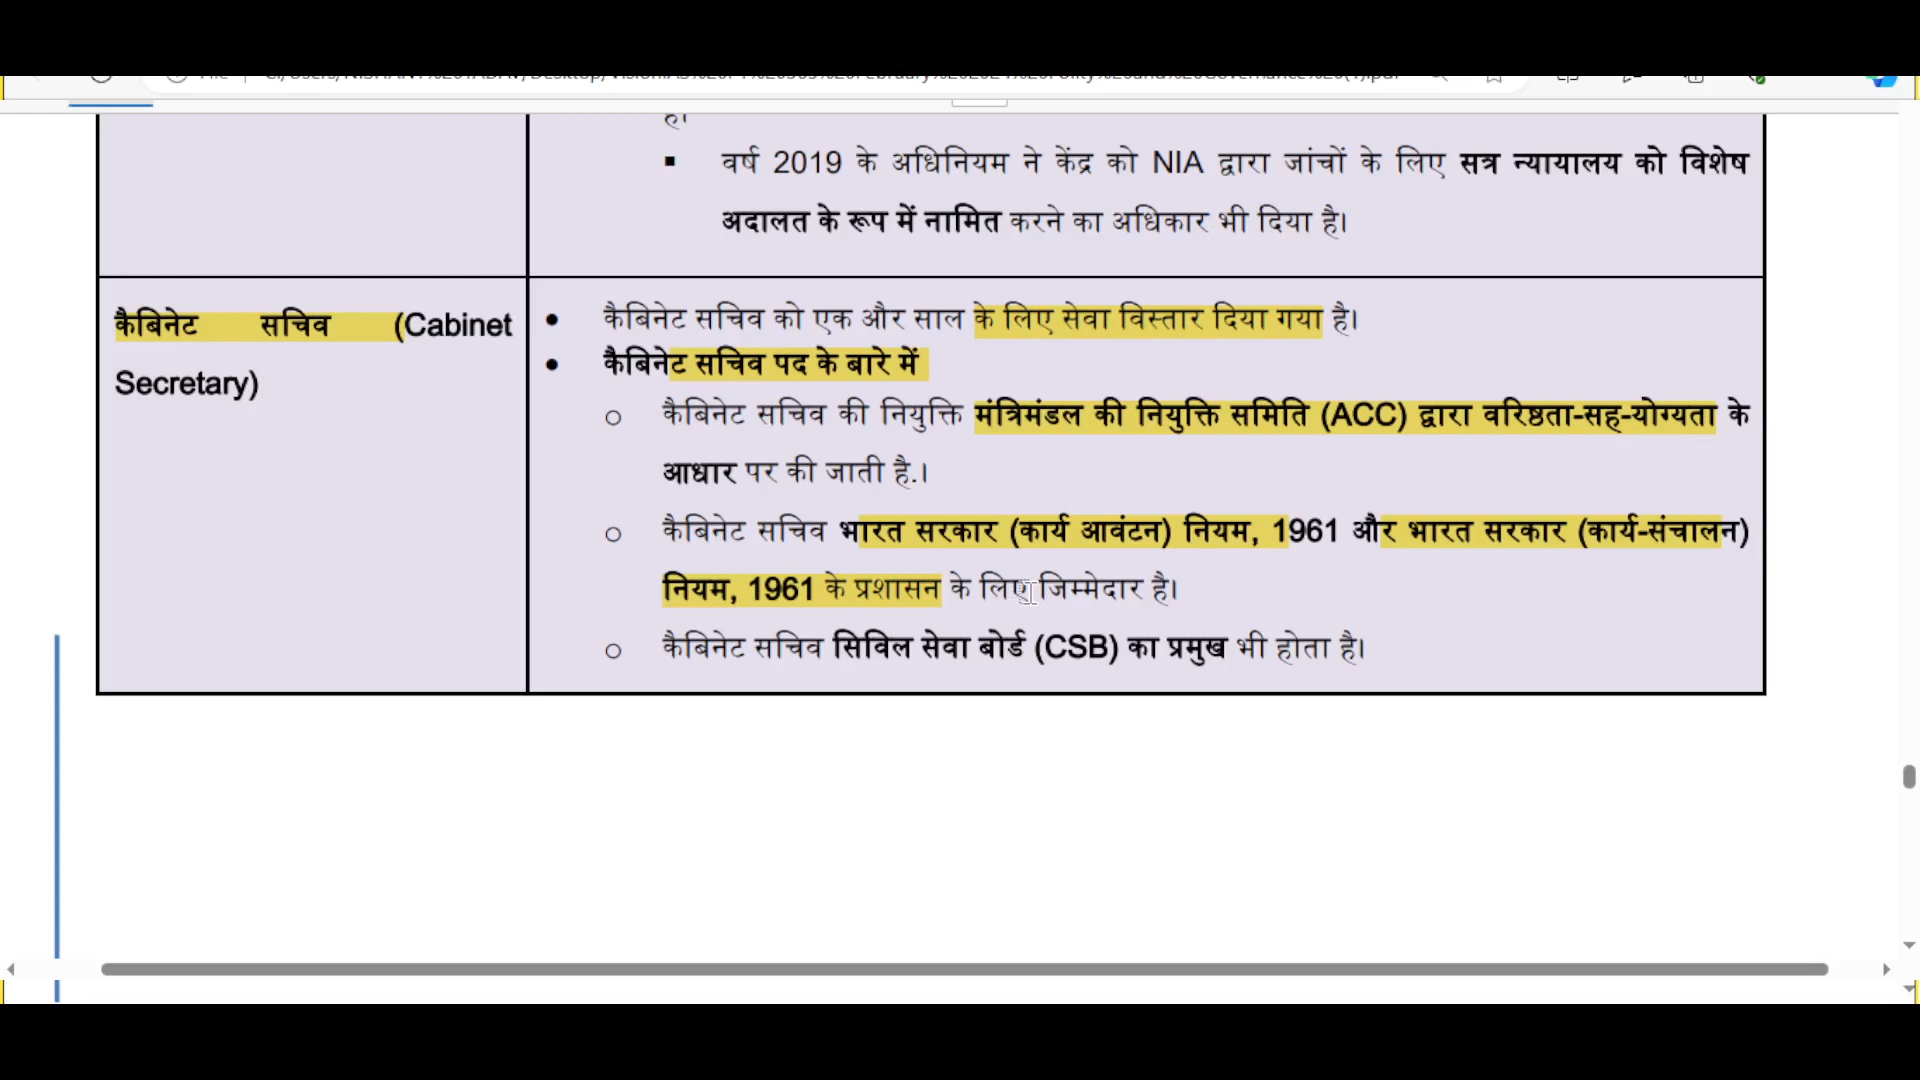 है।
▪ वर्ष 2019 के अधिनियम ने केंद्र को NIA द्वारा जांचों के लिए सत्र न्यायालय को विशेष
अदालत के रूप में नामित करने का अधिकार भी दिया है।
कैबिनेट सचिव (Cabinet
Secretary)
• कैबिनेट सचिव को एक और साल के लिए सेवा विस्तार दिया गया है।
• कैबिनेट सचिव पद के बारे में
o कैबिनेट सचिव की नियुक्ति मंत्रिमंडल की नियुक्ति समिति (ACC) द्वारा वरिष्ठता-सह-योग्यता के
आधार पर की जाती है.।
o कैबिनेट सचिव भारत सरकार (कार्य आवंटन) नियम, 1961 और भारत सरकार (कार्य-संचालन)
नियम, 1961 के प्रशासन के लिए जिम्मेदार है।
o कैबिनेट सचिव सिविल सेवा बोर्ड (CSB) का प्रमुख भी होता है।